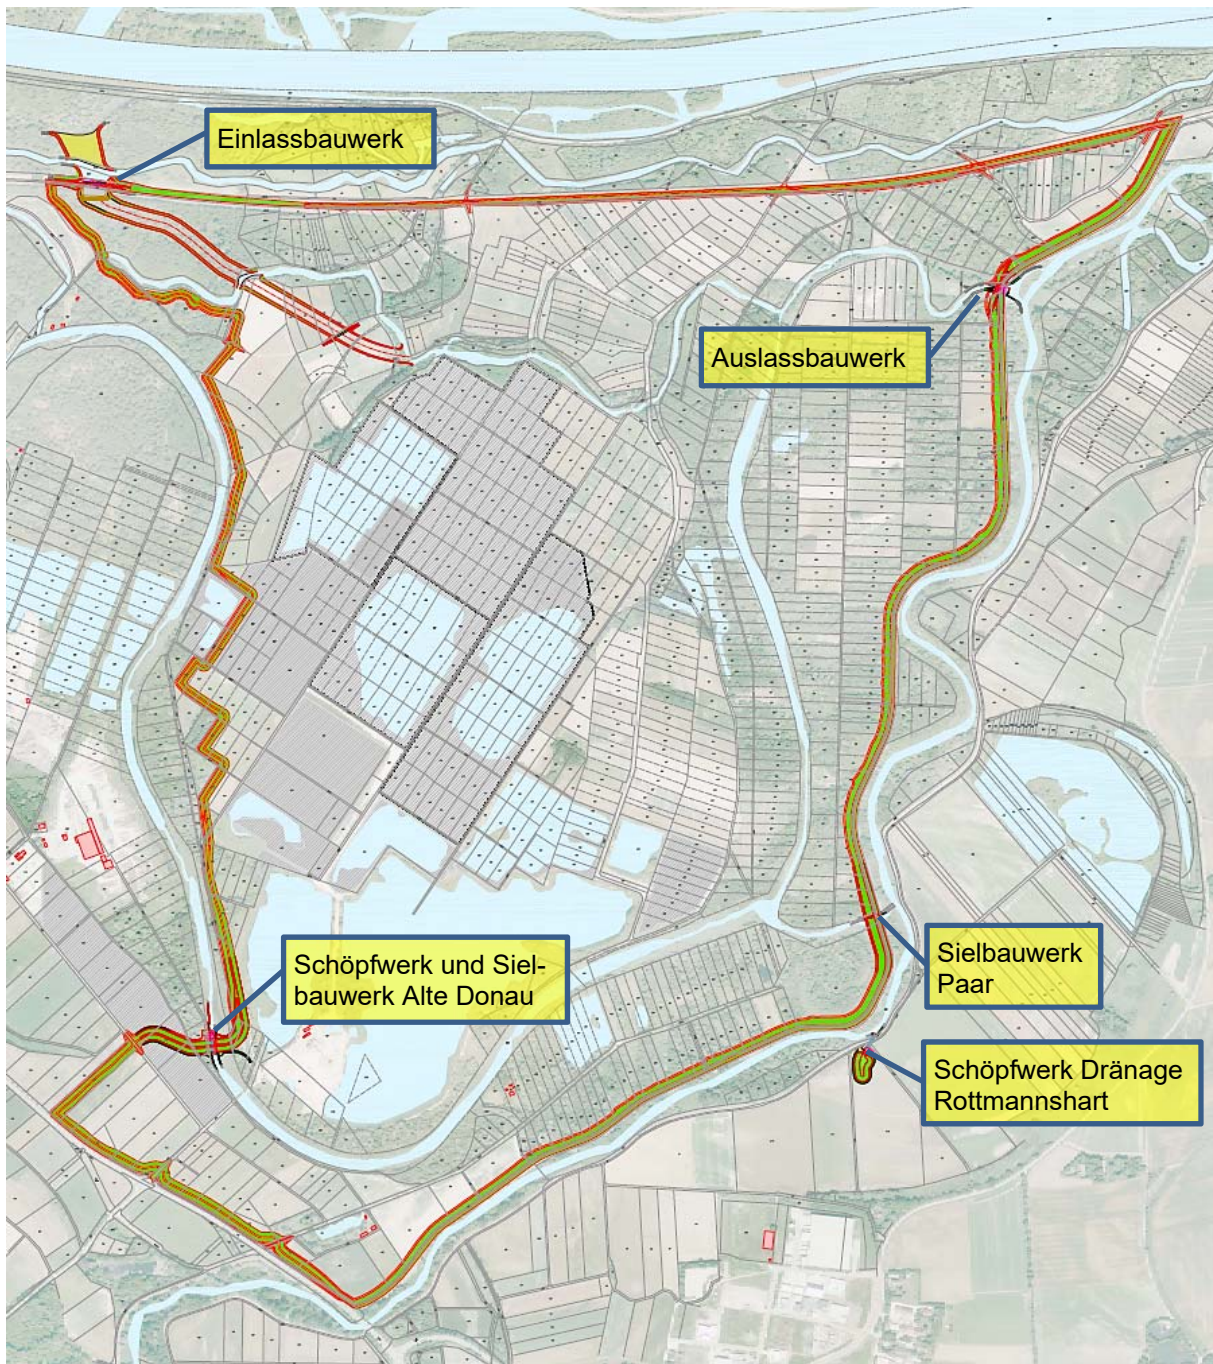 Einlassbauwerk
Auslassbauwerk
Sielbauwerk
Paar
Schöpfwerk und Siel-
bauwerk Alte Donau
Schöpfwerk Dränage
Rottmannshart